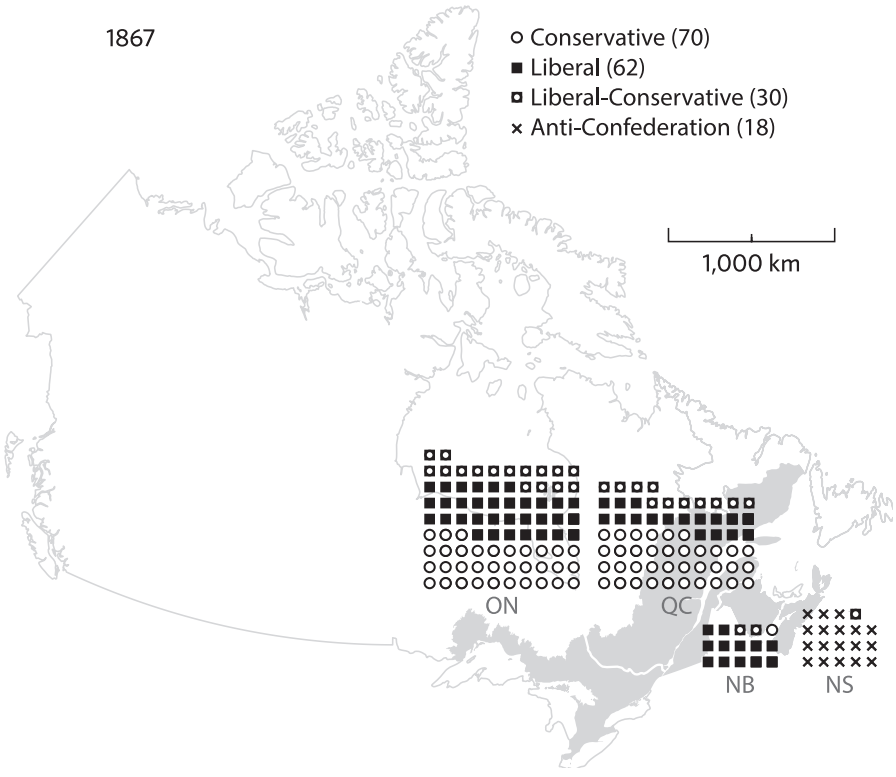 1867
Conservative (70)
Liberal (62)
Liberal-Conservative (30)
Anti-Confederation (18)
1,000 km
ON
QC
NB
NS